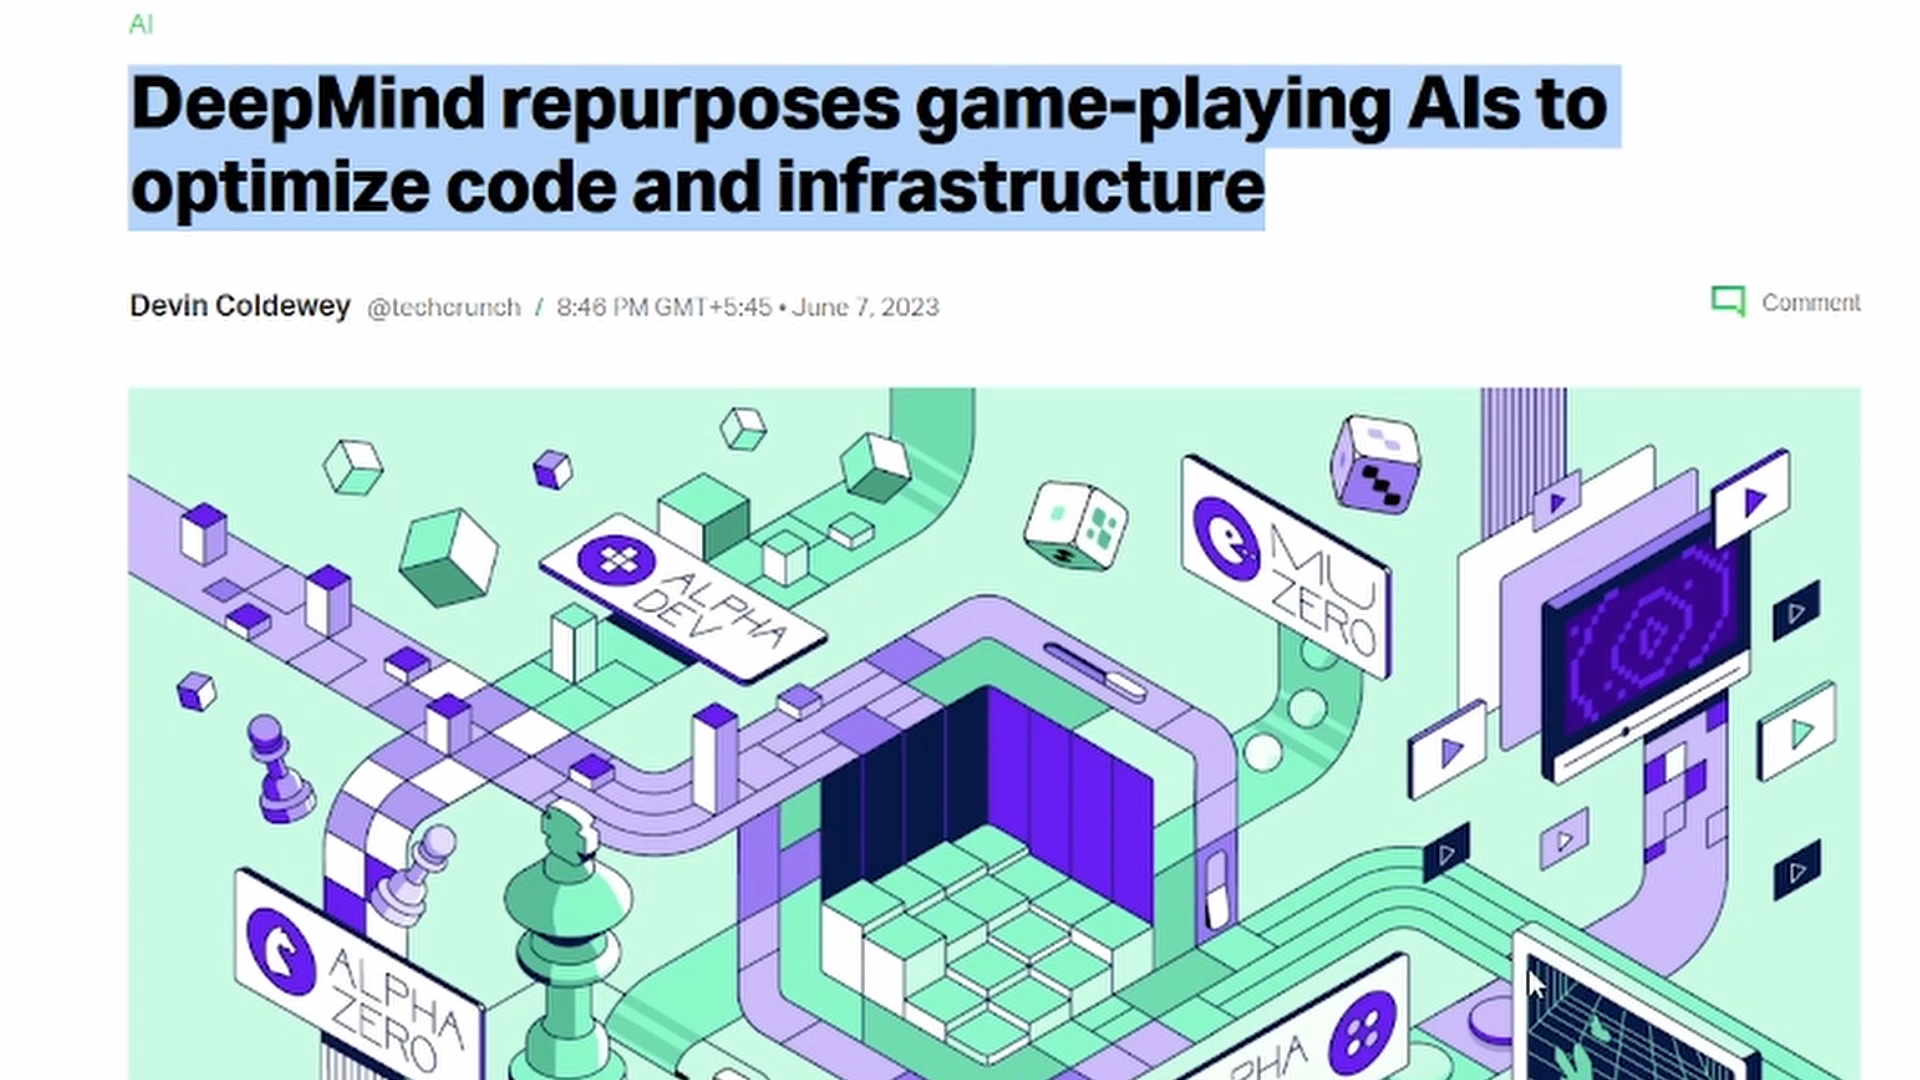 AI
DeepMind repurposes game-playing AIs to
optimize code and infrastructure
Devin Coldewey @techcrunch / 8:46 PM GMT+5:45 • June 7, 2023
Comment
ALPHA
DEV
MU
ZERO
ALPHA
ZERO
PHA